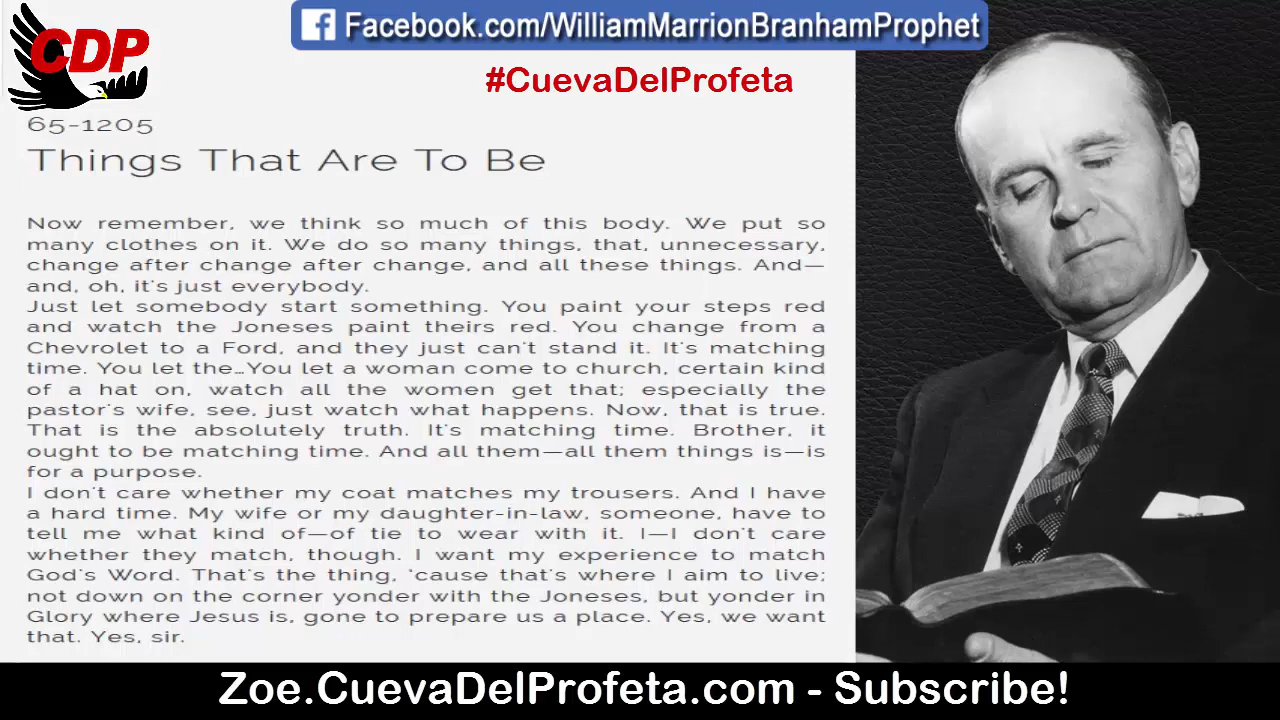 CDP
Facebook.com/WilliamMarrionBranhamProphet
#CuevaDelProfeta
65-1205
Things That Are To Be
Now remember, we think so much of this body. We put so
many clothes on it. We do so many things, that, unnecessary,
change after change after change, and all these things. And—
and, oh, it's just everybody.
Just let somebody start something. You paint your steps red
and watch the Joneses paint theirs red. You change from a
Chevrolet to a Ford, and they just can't stand it. It's matching
time. You let the…You let a woman come to church, certain kind
of a hat on, watch all the women get that; especially the
pastor's wife, see, just watch what happens. Now, that is true.
That is the absolutely truth. It's matching time. Brother, it
ought to be matching time. And all them—all them things is—is
for a purpose.
I don't care whether my coat matches my trousers. And I have
a hard time. My wife or my daughter-in-law, someone, have to
tell me what kind of—of tie to wear with it. I—I don't care
whether they match, though. I want my experience to match
God's Word. That's the thing, 'cause that's where I aim to live;
not down on the corner yonder with the Joneses, but yonder in
Glory where Jesus is, gone to prepare us a place. Yes, we want
that. Yes, sir.
Zoe.CuevaDelProfeta.com - Subscribe!